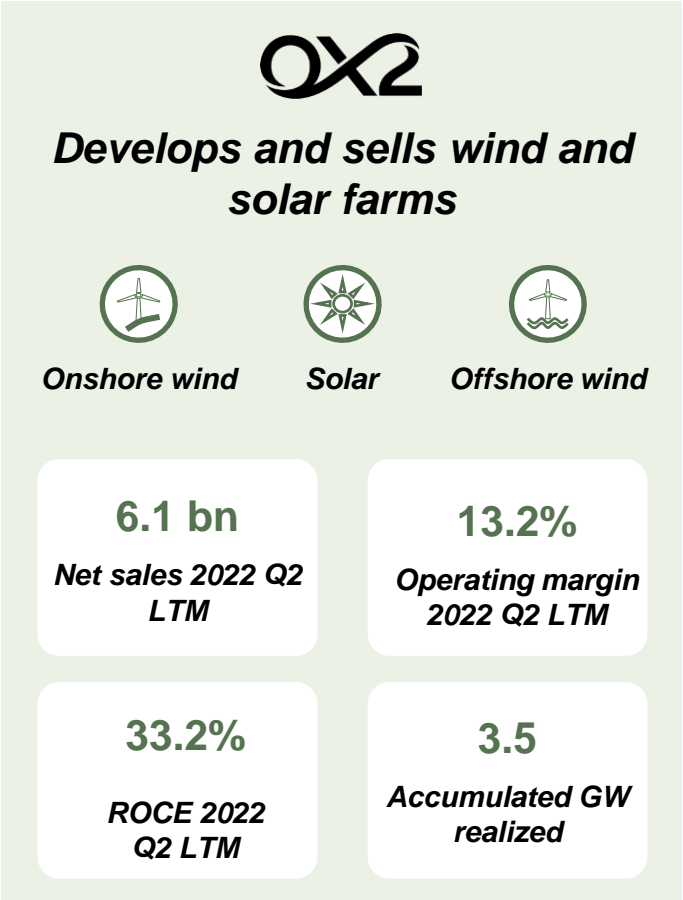 OX2
Develops and sells wind and
solar farms
Onshore wind
Solar
Offshore wind
6.1 bn
Net sales 2022 Q2
LTM
13.2%
Operating margin
2022 Q2 LTM
33.2%
ROCE 2022
Q2 LTM
3.5
Accumulated GW
realized